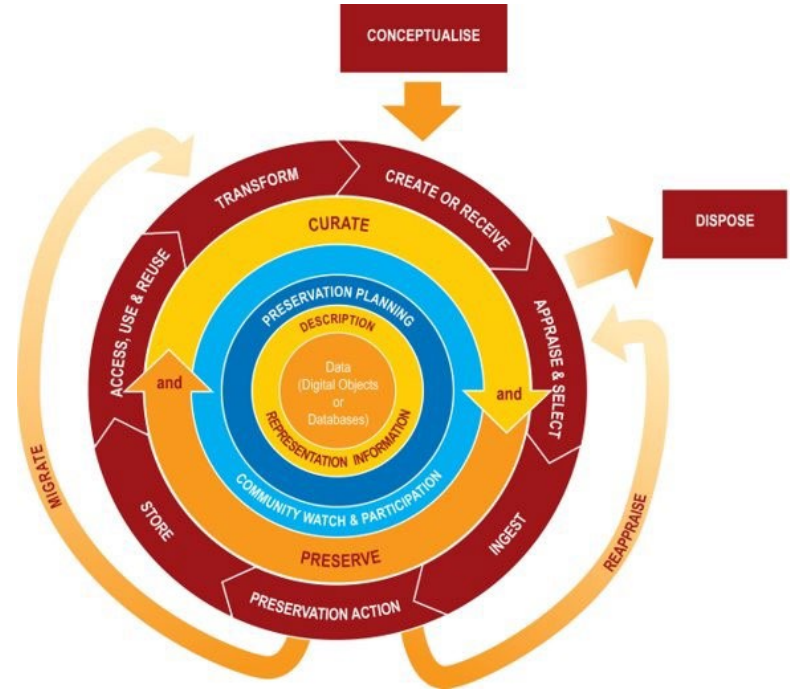 CONCEPTUALISE
CREATE OR RECEIVE
DISPOSE
APPRAISE & SELECT
REAPPRAISE
INGEST
PRESERVATION ACTION
STORE
MIGRATE
ACCESS, USE & REUSE
TRANSFORM
CURATE
and
PRESERVE
and
COMMUNITY WATCH & PARTICIPATION
PRESERVATION PLANNING
DESCRIPTION
REPRESENTATION INFORMATION
Data
(Digital Objects
or
Databases)